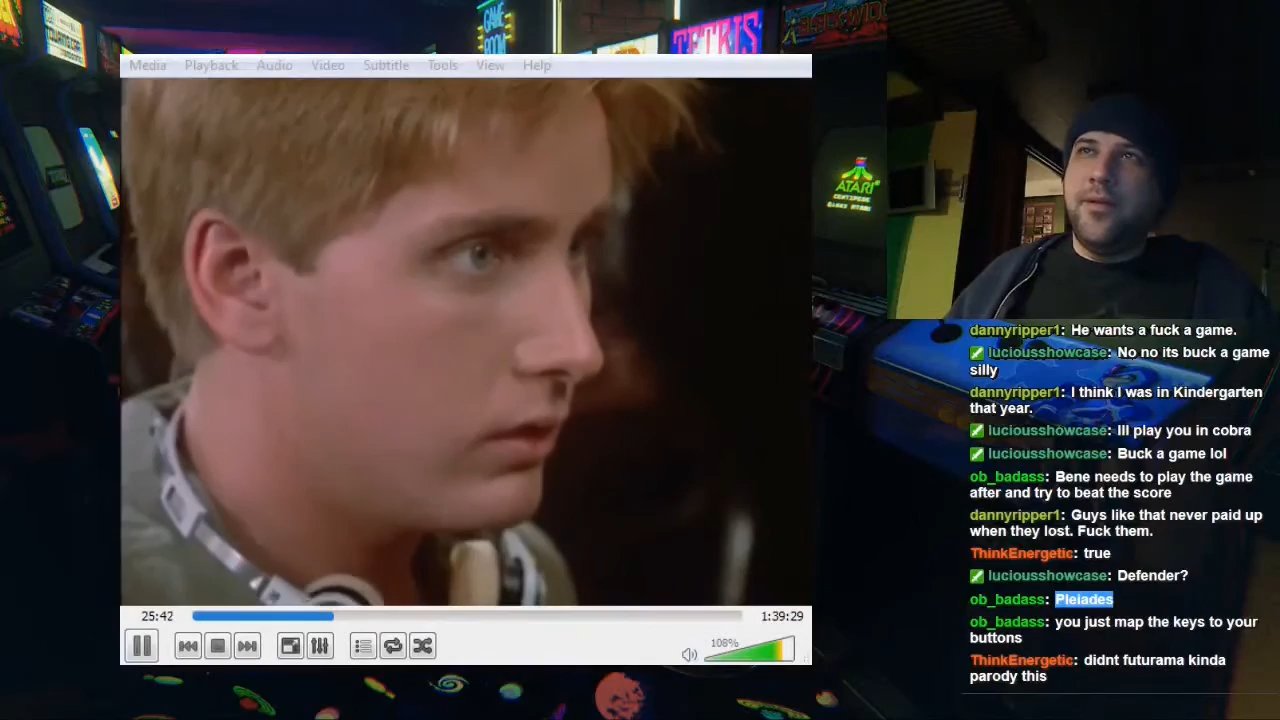 GAME
ROOM
TETRIS
Media Playback Audio Video Subtitle Tools View Help
ATARI
CENTIPEDE
dannyripper1: He wants a fuck a game.
luciousshowcase: No no its buck a game
silly
dannyripper1: I think I was in Kindergarten
that year.
luciousshowcase: Ill play you in cobra
luciousshowcase: Buck a game lol
ob_badass: Bene needs to play the game
after and try to beat the score
dannyripper1: Guys like that never paid up
when they lost. Fuck them.
ThinkEnergetic: true
luciousshowcase: Defender?
ob_badass: Pleiades
ob_badass: you just map the keys to your
buttons
ThinkEnergetic: didnt futurama kinda
parody this
25:42 1:39:29
108%